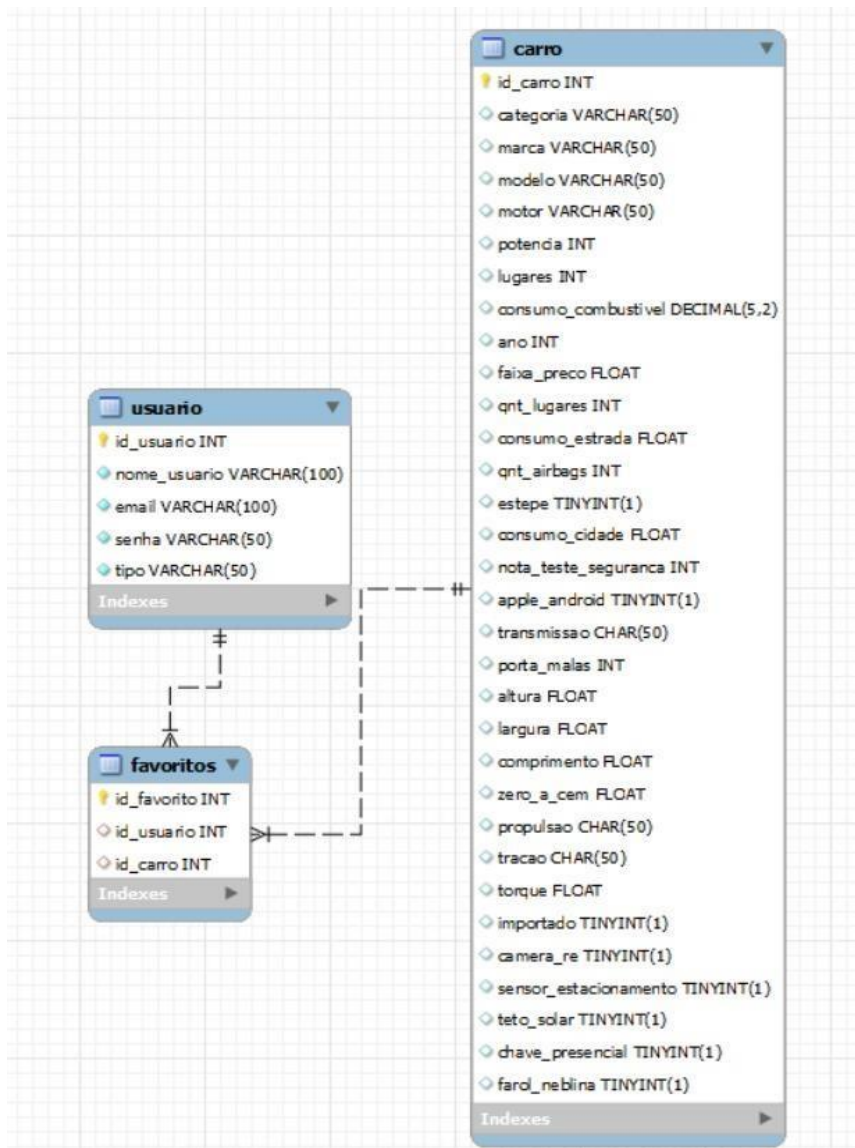 carro
id_carro INT
categoria VARCHAR(50)
marca VARCHAR(50)
modelo VARCHAR(50)
motor VARCHAR(50)
potencia INT
lugares INT
consumo_combustivel DECIMAL(5,2)
ano INT
faixa_preco FLOAT
qnt_lugares INT
consumo_estrada FLOAT
qnt_airbags INT
estepe TINYINT(1)
consumo_cidade FLOAT
nota_teste_seguranca INT
apple_android TINYINT(1)
transmissao CHAR(50)
porta_malas INT
altura FLOAT
largura FLOAT
comprimento FLOAT
zero_a_cem FLOAT
propulsao CHAR(50)
tracao CHAR(50)
torque FLOAT
importado TINYINT(1)
camera_re TINYINT(1)
sensor_estacionamento TINYINT(1)
teto_solar TINYINT(1)
chave_presencial TINYINT(1)
farol_neblina TINYINT(1)
Indexes
usuario
id_usuario INT
nome_usuario VARCHAR(100)
email VARCHAR(100)
senha VARCHAR(50)
tipo VARCHAR(50)
Indexes
favoritos
id_favorito INT
id_usuario INT
id_carro INT
Indexes